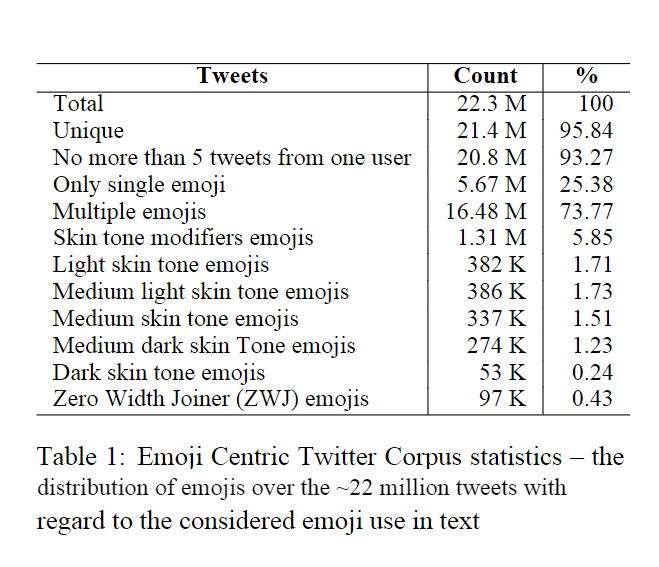 Tweets Count %
Total 22.3 M 100
Unique 21.4 M 95.84
No more than 5 tweets from one user 20.8 M 93.27
Only single emoji 5.67 M 25.38
Multiple emojis 16.48 M 73.77
Skin tone modifiers emojis 1.31 M 5.85
Light skin tone emojis 382 K 1.71
Medium light skin tone emojis 386 K 1.73
Medium skin tone emojis 337 K 1.51
Medium dark skin Tone emojis 274 K 1.23
Dark skin tone emojis 53 K 0.24
Zero Width Joiner (ZWJ) emojis 97 K 0.43
Table 1: Emoji Centric Twitter Corpus statistics – the
distribution of emojis over the ~22 million tweets with
regard to the considered emoji use in text